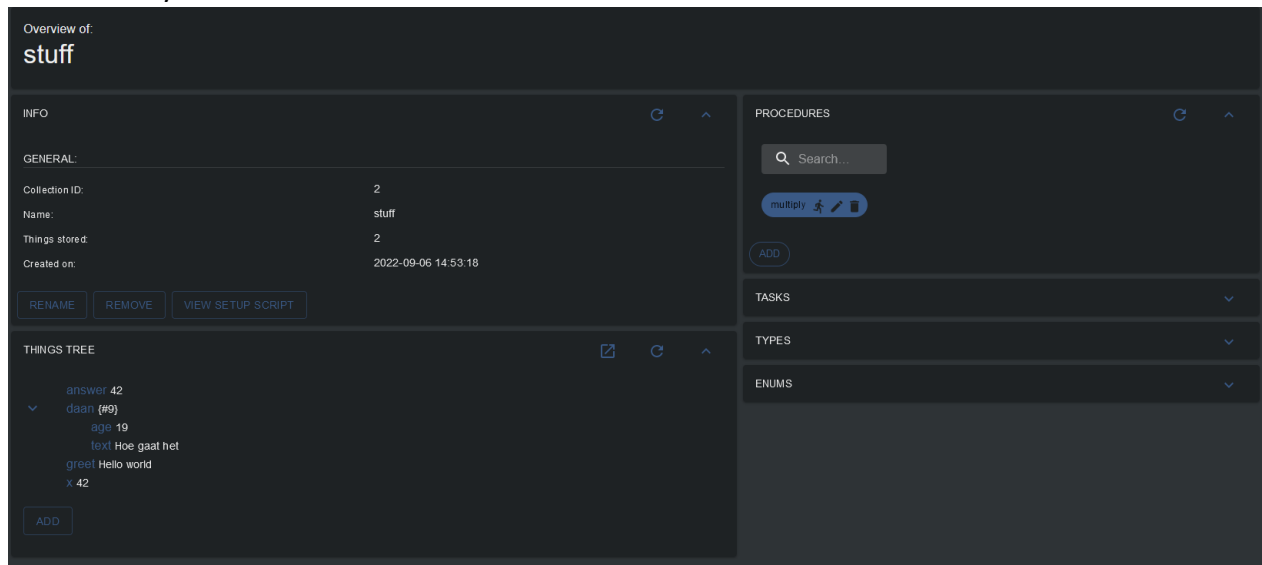 Overview of:
stuff
INFO
GENERAL:
Collection ID: 2
Name: stuff
Things stored: 2
Created on: 2022-09-06 14:53:18
RENAME REMOVE VIEW SETUP SCRIPT
THINGS TREE
answer 42
daan {#9}
age 19
text Hoe gaat het
greet Hello world
x 42
ADD
PROCEDURES
Search...
multiply
ADD
TASKS
TYPES
ENUMS